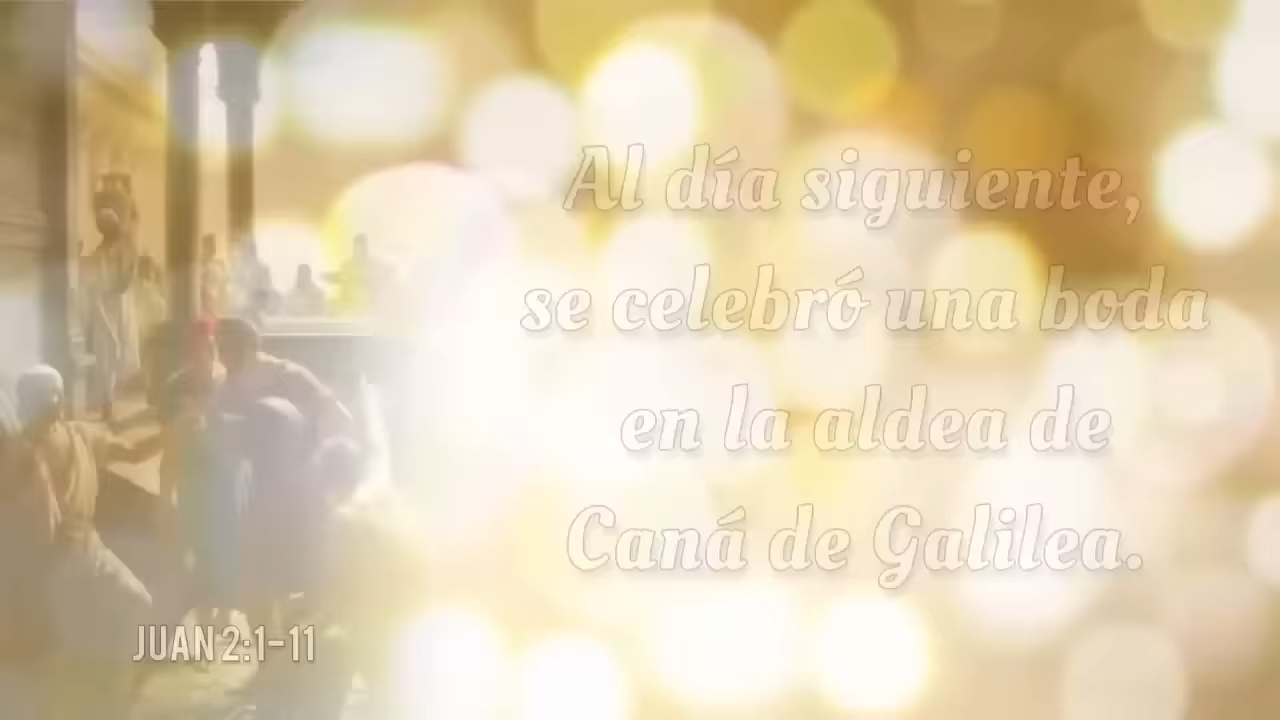 Al día siguiente,
se celebró una boda
en la aldea de
Caná de Galilea.
JUAN 2:1-11